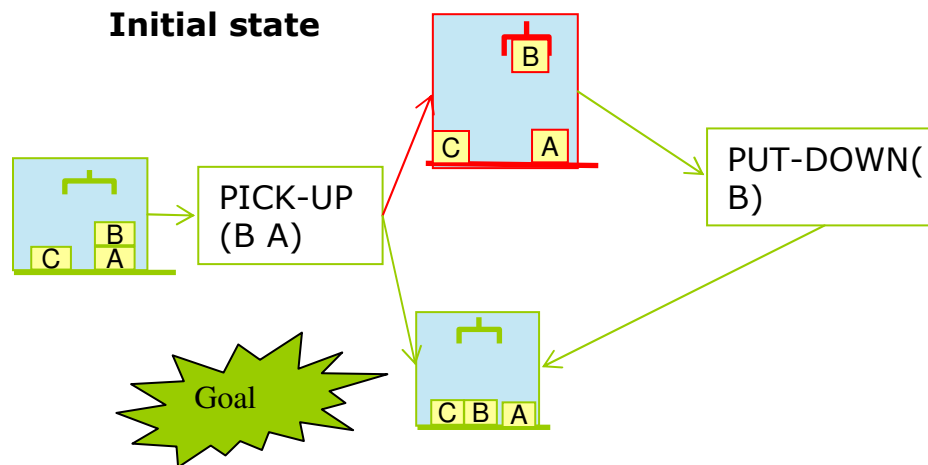 Initial state
B
C
A
B
C
A
PICK-UP
(B A)
PUT-DOWN(
B)
Goal
C B A